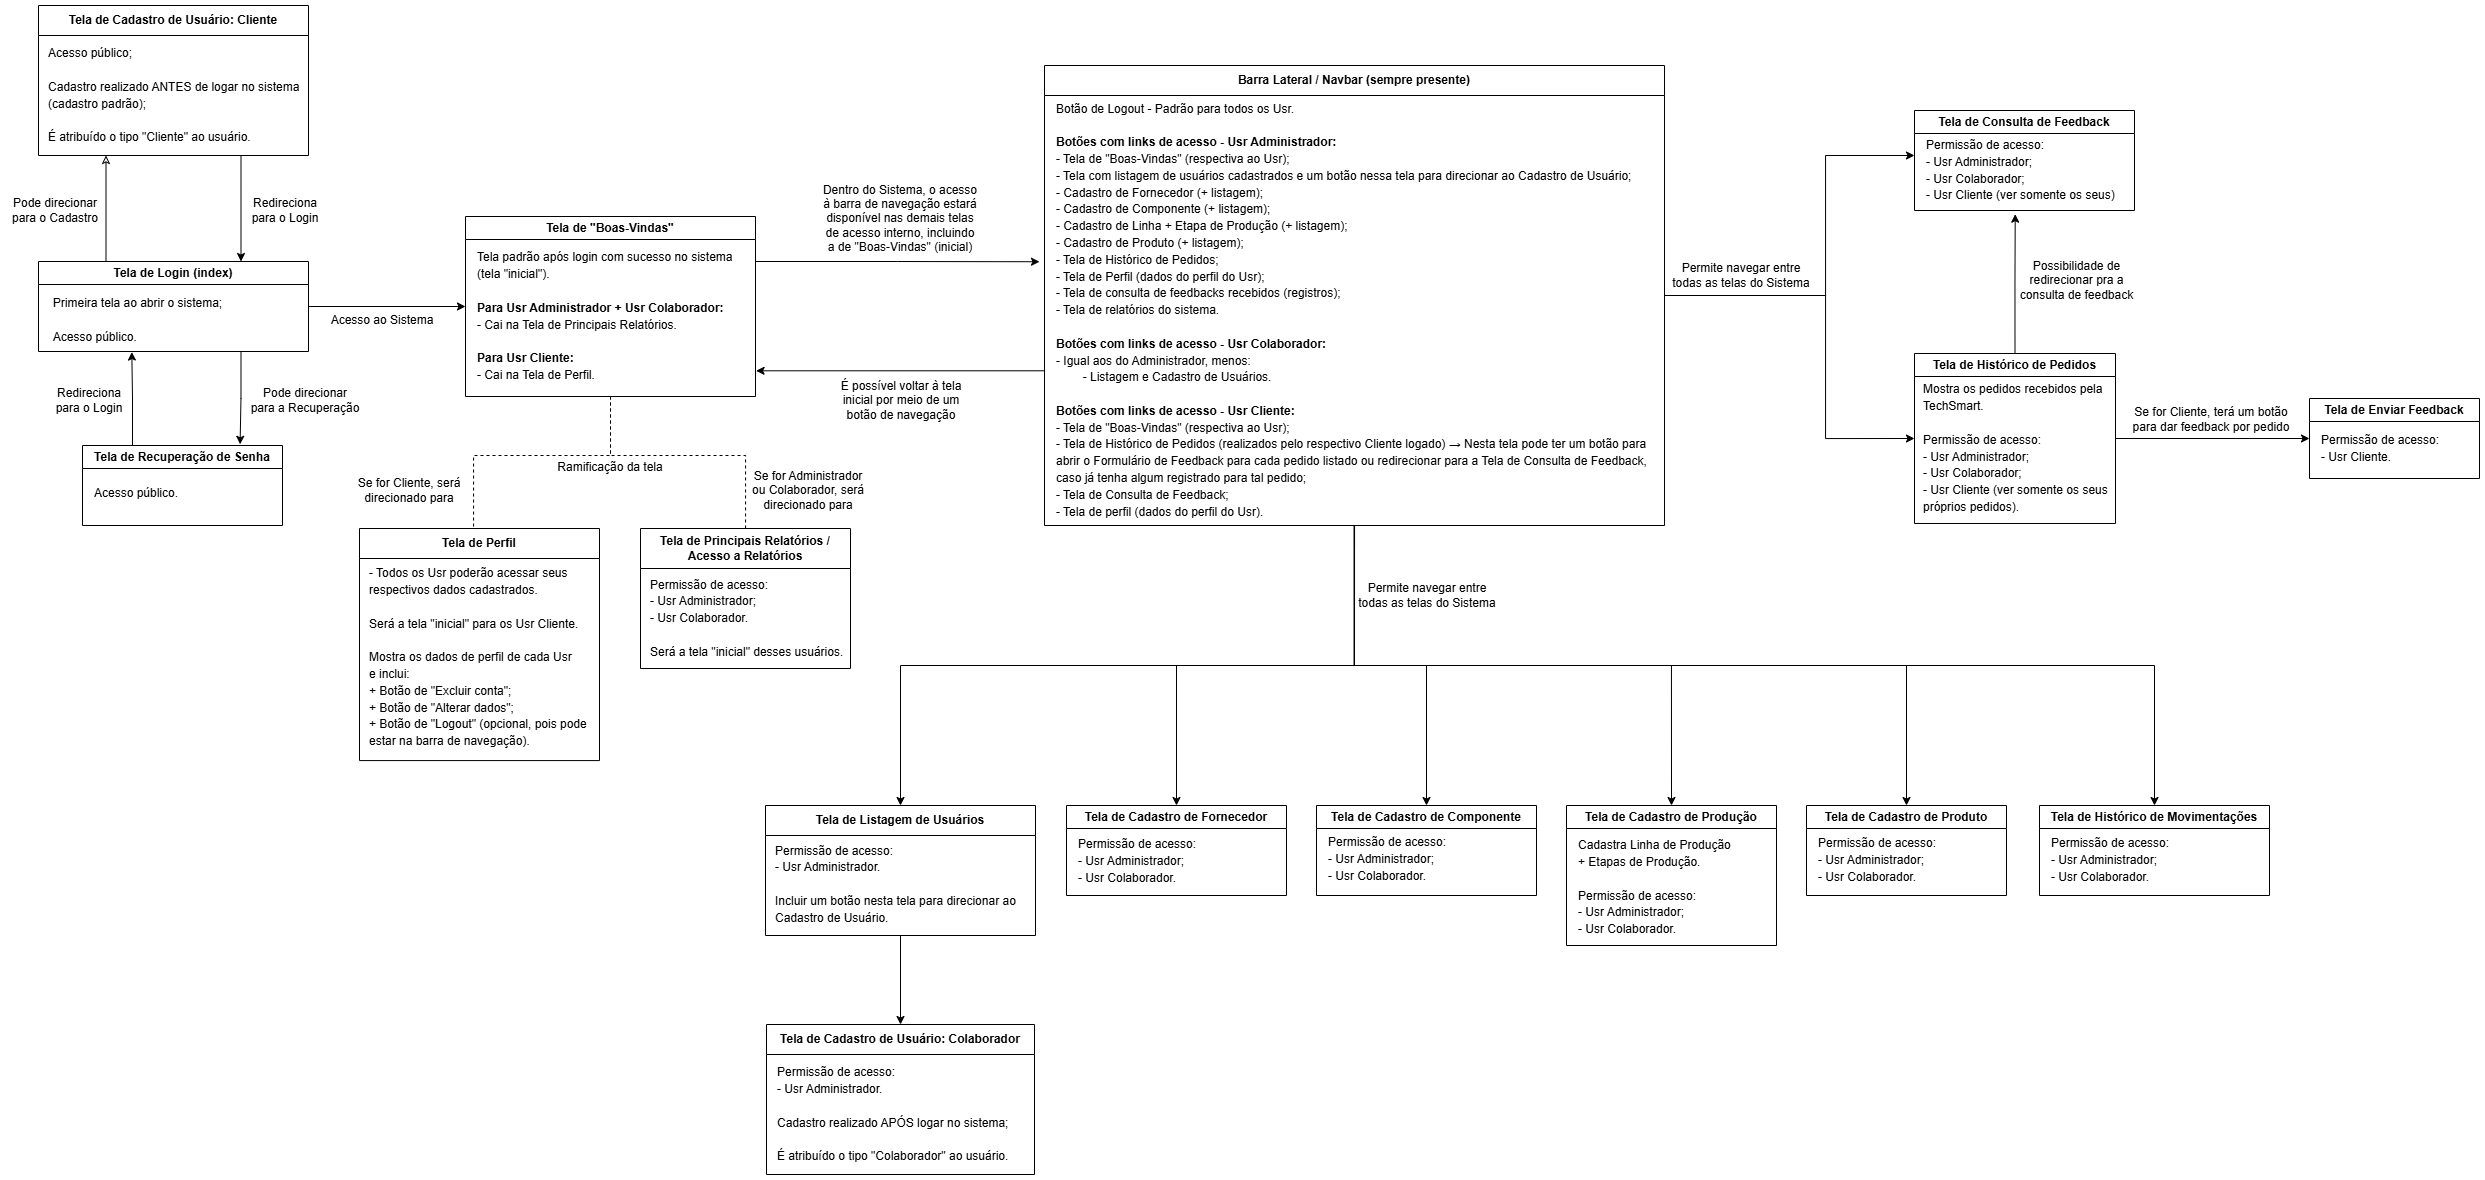 Tela de Cadastro de Usuário: Cliente
Acesso público;
Cadastro realizado ANTES de logar no sistema
(cadastro padrão);
É atribuído o tipo "Cliente" ao usuário.
Pode direcionar
para o Cadastro
Redireciona
para o Login
Tela de Login (index)
Primeira tela ao abrir o sistema;
Acesso público.
Redireciona
para o Login
Pode direcionar
para a Recuperação
Tela de Recuperação de Senha
Acesso público.
Acesso ao Sistema
Tela de "Boas-Vindas"
Tela padrão após login com sucesso no sistema
(tela "inicial").
Para Usr Administrador + Usr Colaborador:
- Cai na Tela de Principais Relatórios.
Para Usr Cliente:
- Cai na Tela de Perfil.
Ramificação da tela
Se for Cliente, será
direcionado para
Se for Administrador
ou Colaborador, será
direcionado para
Tela de Perfil
- Todos os Usr poderão acessar seus
respectivos dados cadastrados.
Será a tela "inicial" para os Usr Cliente.
Mostra os dados de perfil de cada Usr
e inclui:
+ Botão de "Excluir conta";
+ Botão de "Alterar dados";
+ Botão de "Logout" (opcional, pois pode
estar na barra de navegação).
Tela de Principais Relatórios /
Acesso a Relatórios
Permissão de acesso:
- Usr Administrador;
- Usr Colaborador.
Será a tela "inicial" desses usuários.
Dentro do Sistema, o acesso
à barra de navegação estará
disponível nas demais telas
de acesso interno, incluindo
a de "Boas-Vindas" (inicial)
É possível voltar à tela
inicial por meio de um
botão de navegação
Barra Lateral / Navbar (sempre presente)
Botão de Logout - Padrão para todos os Usr.
Botões com links de acesso - Usr Administrador:
- Tela de "Boas-Vindas" (respectiva ao Usr);
- Tela com listagem de usuários cadastrados e um botão nessa tela para direcionar ao Cadastro de Usuário;
- Cadastro de Fornecedor (+ listagem);
- Cadastro de Componente (+ listagem);
- Cadastro de Linha + Etapa de Produção (+ listagem);
- Cadastro de Produto (+ listagem);
- Tela de Histórico de Pedidos;
- Tela de Perfil (dados do perfil do Usr);
- Tela de consulta de feedbacks recebidos (registros);
- Tela de relatórios do sistema.
Botões com links de acesso - Usr Colaborador:
- Igual aos do Administrador, menos:
- Listagem e Cadastro de Usuários.
Botões com links de acesso - Usr Cliente:
- Tela de "Boas-Vindas" (respectiva ao Usr);
- Tela de Histórico de Pedidos (realizados pelo respectivo Cliente logado) → Nesta tela pode ter um botão para
abrir o Formulário de Feedback para cada pedido listado ou redirecionar para a Tela de Consulta de Feedback,
caso já tenha algum registrado para tal pedido;
- Tela de Consulta de Feedback;
- Tela de perfil (dados do perfil do Usr).
Permite navegar entre
todas as telas do Sistema
Tela de Consulta de Feedback
Permissão de acesso:
- Usr Administrador;
- Usr Colaborador;
- Usr Cliente (ver somente os seus)
Possibilidade de
redirecionar pra a
consulta de feedback
Tela de Histórico de Pedidos
Mostra os pedidos recebidos pela
TechSmart.
Permissão de acesso:
- Usr Administrador;
- Usr Colaborador;
- Usr Cliente (ver somente os seus
próprios pedidos).
Se for Cliente, terá um botão
para dar feedback por pedido
Tela de Enviar Feedback
Permissão de acesso:
- Usr Cliente.
Permite navegar entre
todas as telas do Sistema
Tela de Listagem de Usuários
Permissão de acesso:
- Usr Administrador.
Incluir um botão nesta tela para direcionar ao
Cadastro de Usuário.
Tela de Cadastro de Fornecedor
Permissão de acesso:
- Usr Administrador;
- Usr Colaborador.
Tela de Cadastro de Componente
Permissão de acesso:
- Usr Administrador;
- Usr Colaborador.
Tela de Cadastro de Produção
Cadastra Linha de Produção
+ Etapas de Produção.
Permissão de acesso:
- Usr Administrador;
- Usr Colaborador.
Tela de Cadastro de Produto
Permissão de acesso:
- Usr Administrador;
- Usr Colaborador.
Tela de Histórico de Movimentações
Permissão de acesso:
- Usr Administrador;
- Usr Colaborador.
Tela de Cadastro de Usuário: Colaborador
Permissão de acesso:
- Usr Administrador.
Cadastro realizado APÓS logar no sistema;
É atribuído o tipo "Colaborador" ao usuário.